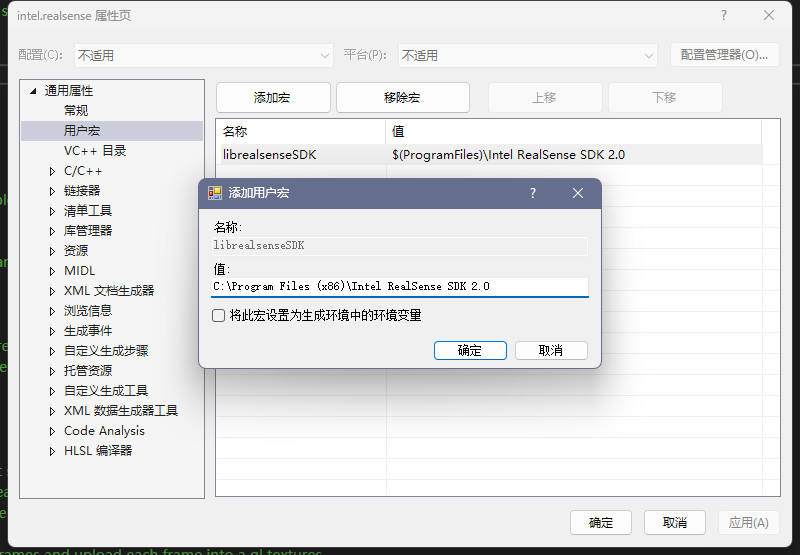 intel.realsense 属性页
配置(C):
不适用
平台(P):
不适用
配置管理器(O)...
通用属性
常规
用户宏
VC++ 目录
C/C++
链接器
清单工具
库管理器
资源
MIDL
XML 文档生成器
浏览信息
生成事件
自定义生成步骤
托管资源
自定义生成工具
XML 数据生成器工具
Code Analysis
HLSL 编译器
添加宏
移除宏
上移
下移
名称
值
librealsenseSDK
$(ProgramFiles)\Intel RealSense SDK 2.0
添加用户宏
名称:
librealsenseSDK
值:
C:\Program Files (x86)\Intel RealSense SDK 2.0
将此宏设置为生成环境中的环境变量
确定
取消
确定
取消
应用(A)
rames and upload each frame into a gl textures